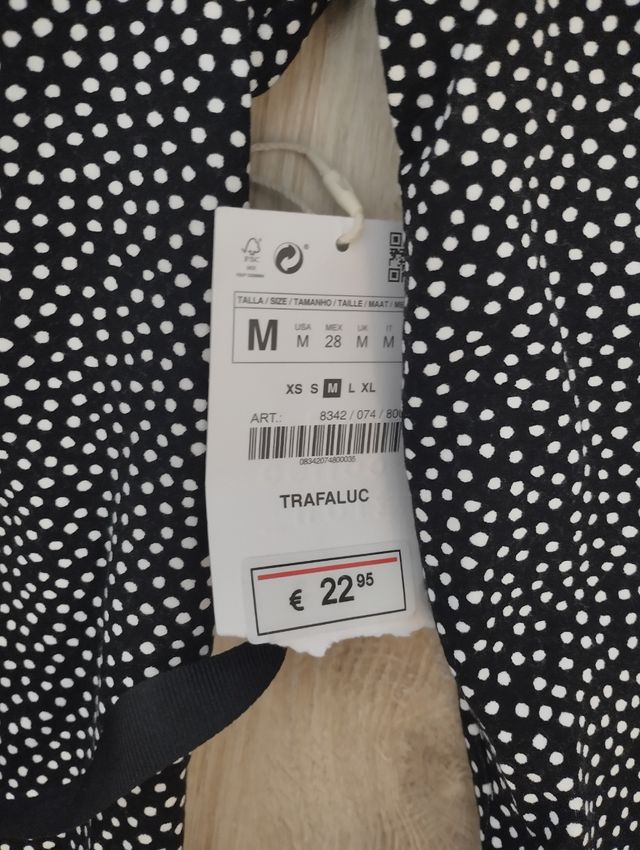 FSC
TALLA / SIZE / TAMANHO / TAILLE / MAAT /
M USA MEX UK IT
M 28 M M
XS S M L XL
ART.: 8342 / 074 / 800
08342074800035
TRAFALUC
€ 22 95